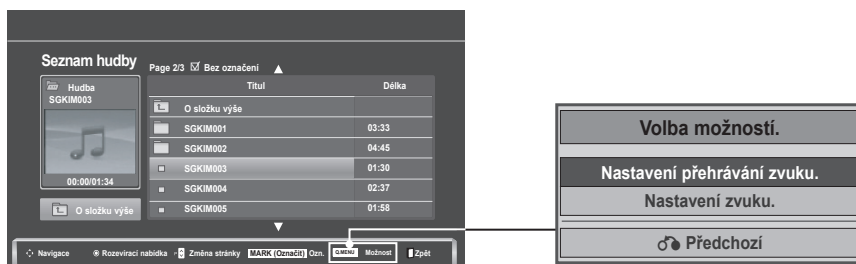 Seznam hudby
Page 2/3 Bez označení
Hudba
SGKIM003
00:00/01:34
O složku výše
Titul Délka
O složku výše
SGKIM001 03:33
SGKIM002 04:45
SGKIM003 01:30
SGKIM004 02:37
SGKIM005 01:58
Navigace Rozevírací nabídka Změna stránky MARK (Označit) Ozn. Q.MENU Možnost Zpět
Volba možností.
Nastavení přehrávání zvuku.
Nastavení zvuku.
Předchozí